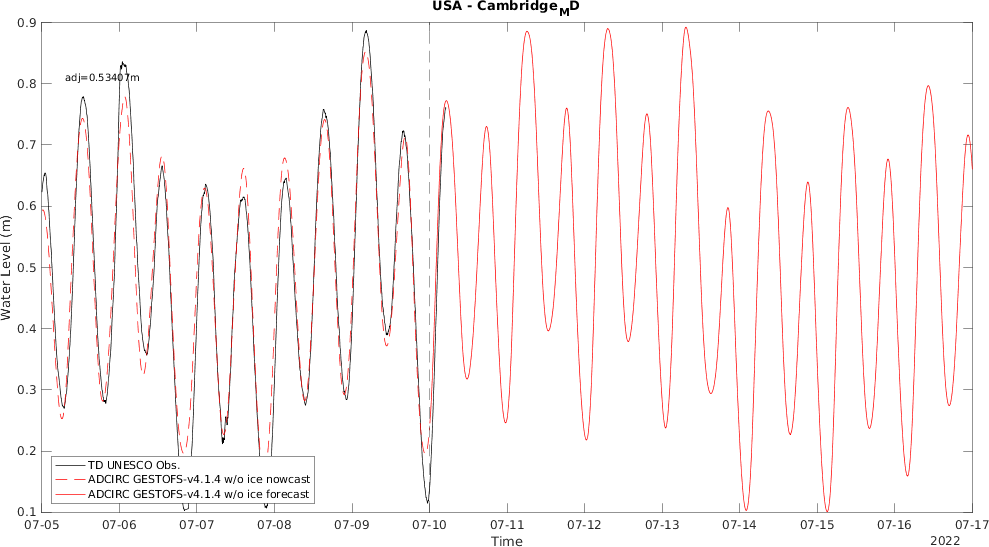 USA - Cambridge_MD
0.9
0.8
0.7
0.6
0.5
0.4
0.3
0.2
0.1
Water Level (m)
adj=0.53407m
TD UNESCO Obs.
ADCIRC GESTOFS-v4.1.4 w/o ice nowcast
ADCIRC GESTOFS-v4.1.4 w/o ice forecast
07-05 07-06 07-07 07-08 07-09 07-10 07-11 07-12 07-13 07-14 07-15 07-16 07-17
Time
2022